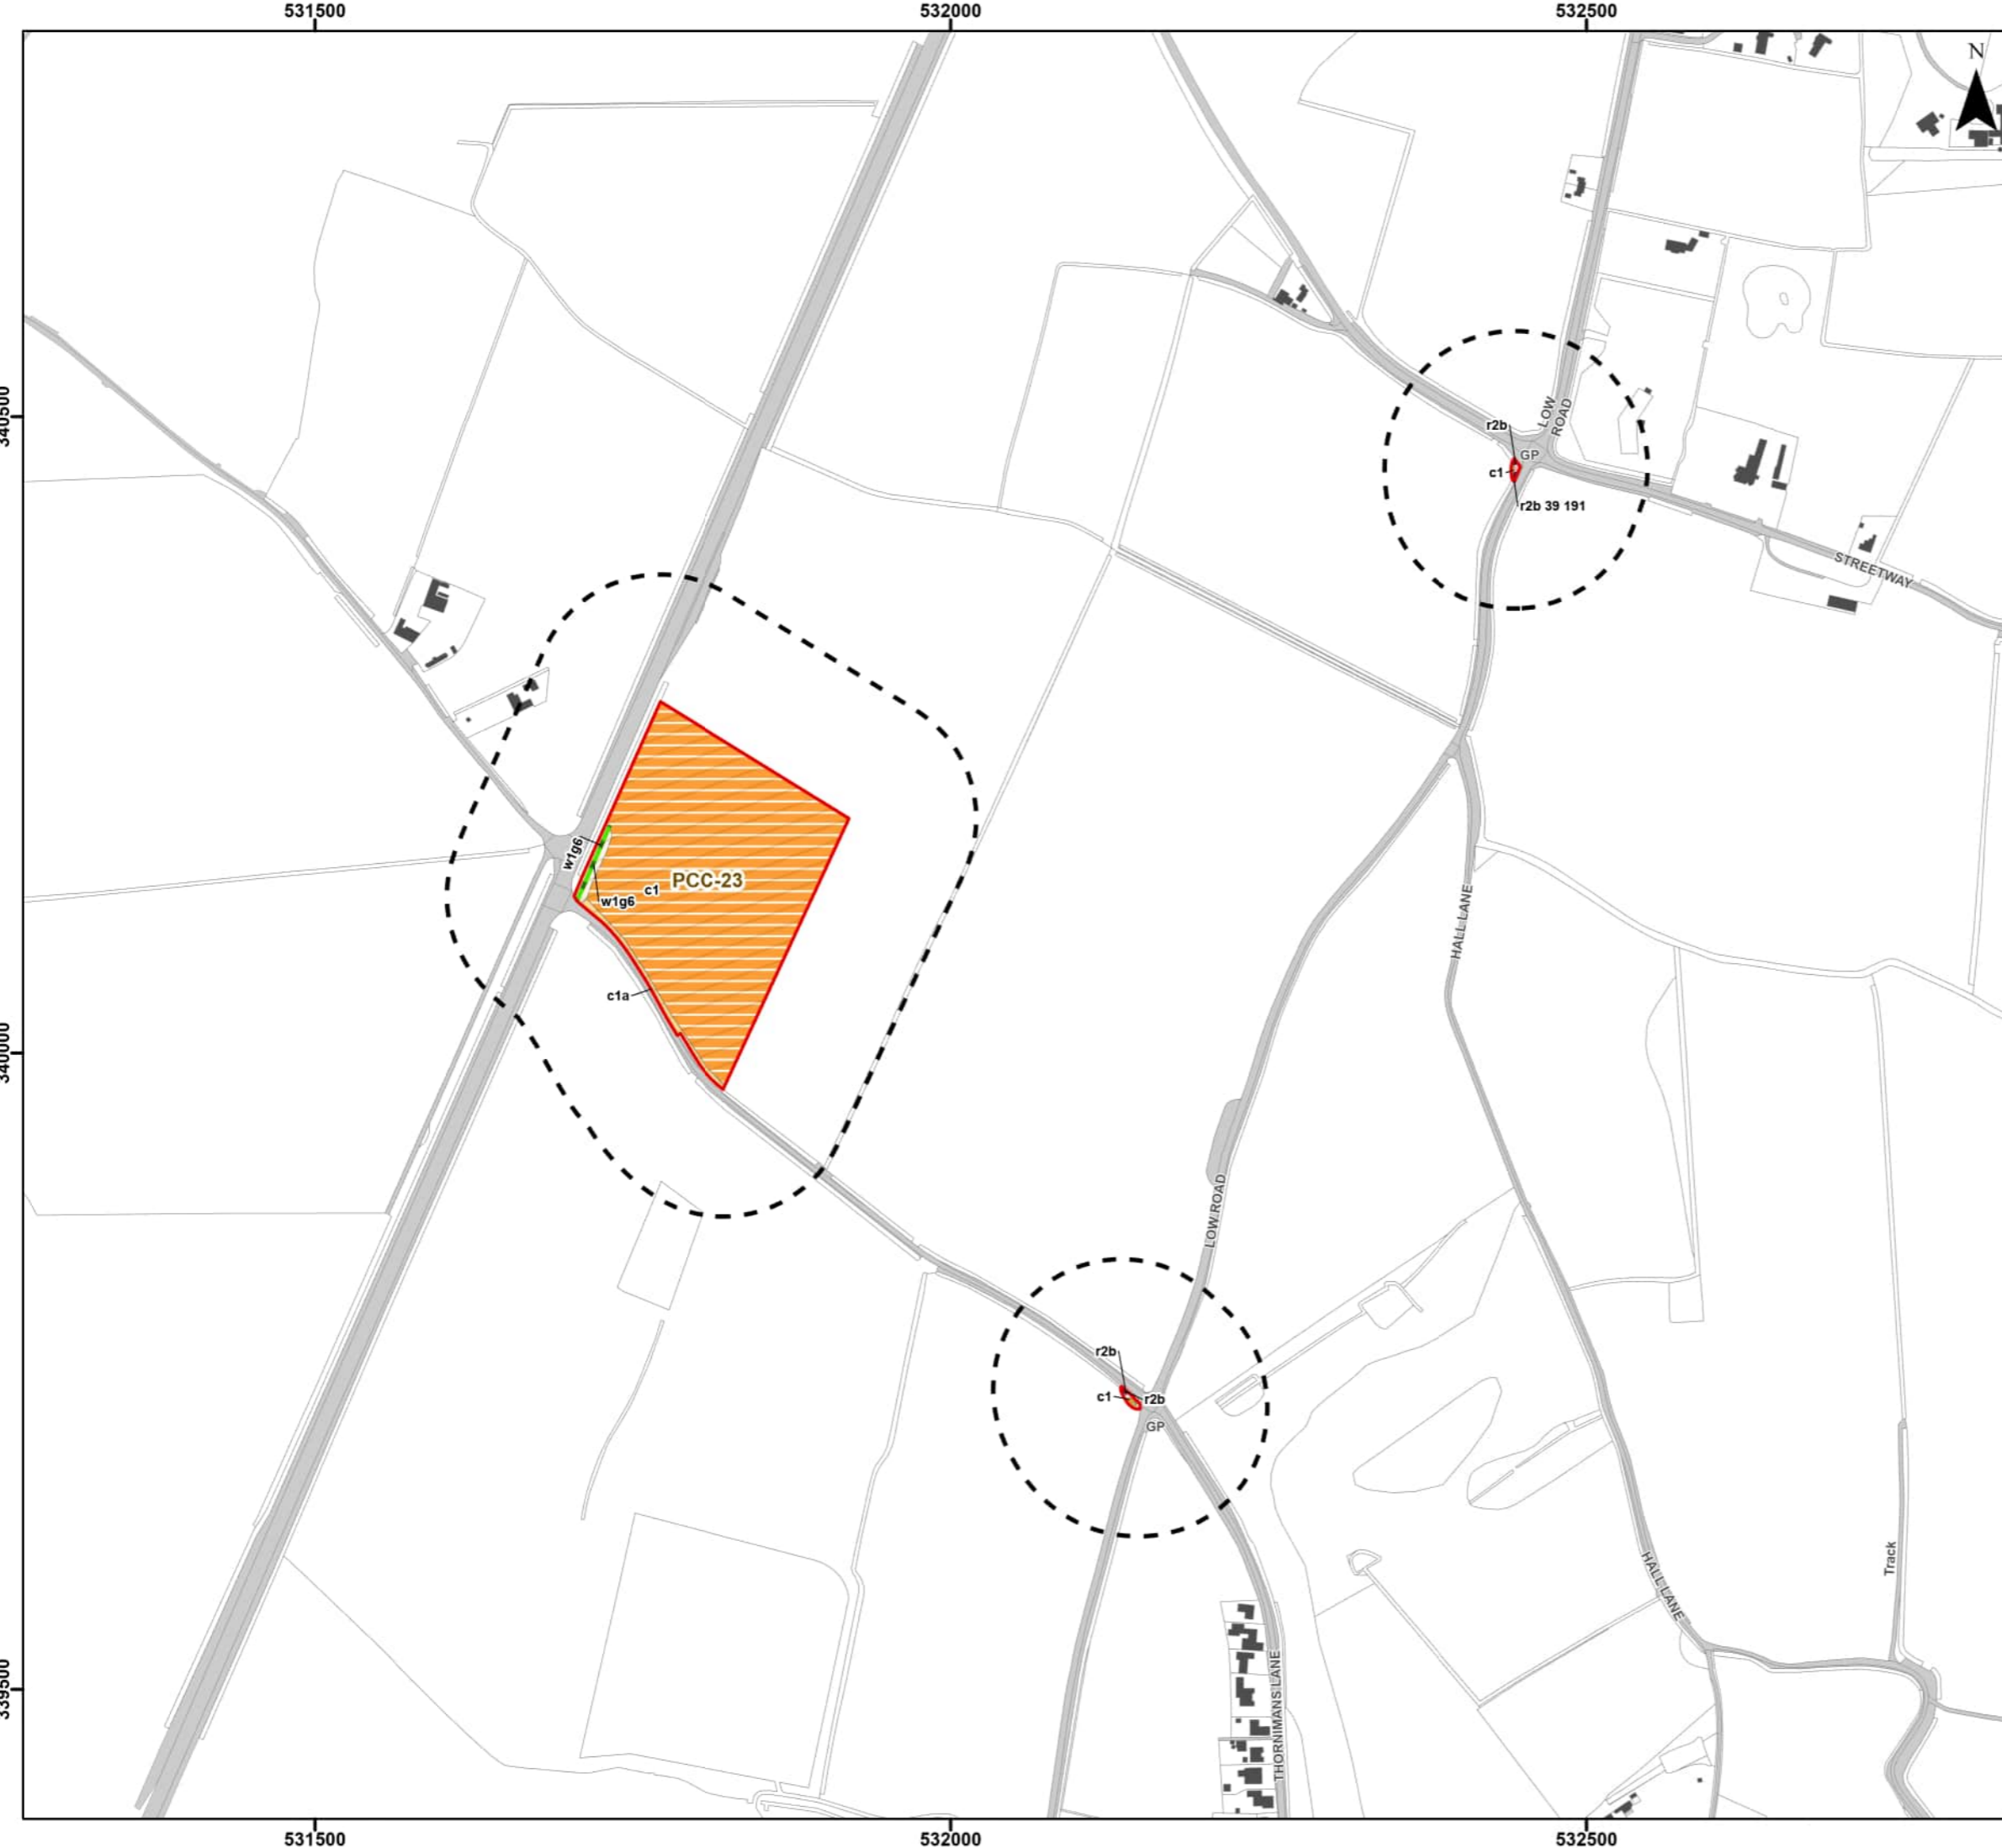 531500
532000
532500
N
340500
LOW
ROAD
r2b
GP
c1
r2b 39 191
STREETWAY
w1g6
PCC-23
c1
w1g6
HALL LANE
c1a
340000
LOW ROAD
r2b
c1
r2b
GP
Track
HALL LANE
THORNIMANS LANE
339500
531500
532000
532500